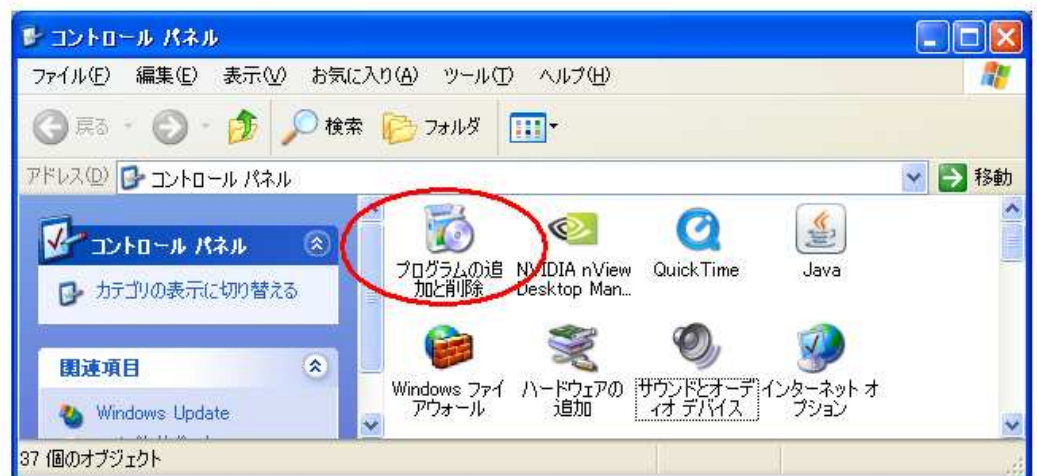 コントロール パネル
ファイル(F) 編集(E) 表示(V) お気に入り(A) ツール(T) ヘルプ(H)
戻る 検索 フォルダ
アドレス(D) コントロール パネル 移動
コントロール パネル
カテゴリの表示に切り替える
関連項目
Windows Update
プログラムの追
加と削除
NVIDIA nView
Desktop Man...
QuickTime
Java
Windows ファイ
アウォール
ハードウェアの
追加
サウンドとオーデ
ィオ デバイス
インターネット オ
プション
37 個のオブジェクト